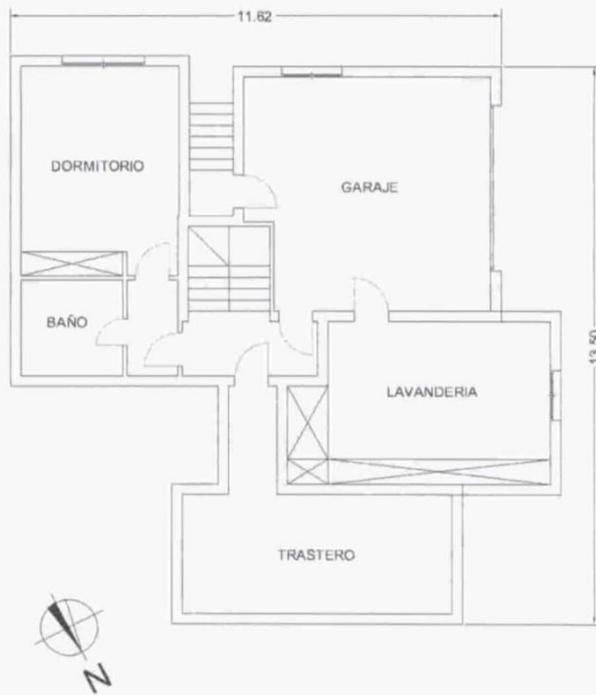 11.62
DORMITORIO
GARAJE
BAÑO
13.50
LAVANDERIA
TRASTERO
N